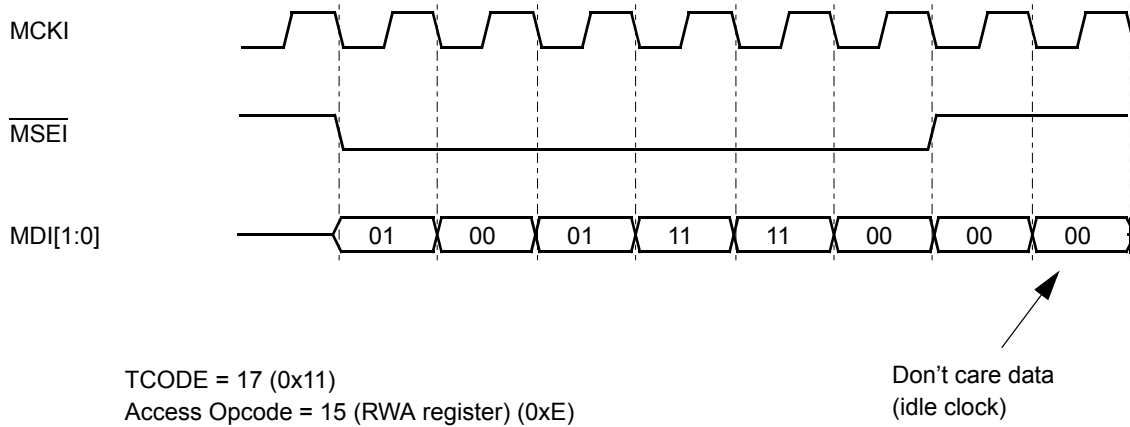 MCKI
MSEI
MDI[1:0]
01 00 01 11 11 00 00 00
TCODE = 17 (0x11)
Access Opcode = 15 (RWA register) (0xE)
Don't care data
(idle clock)